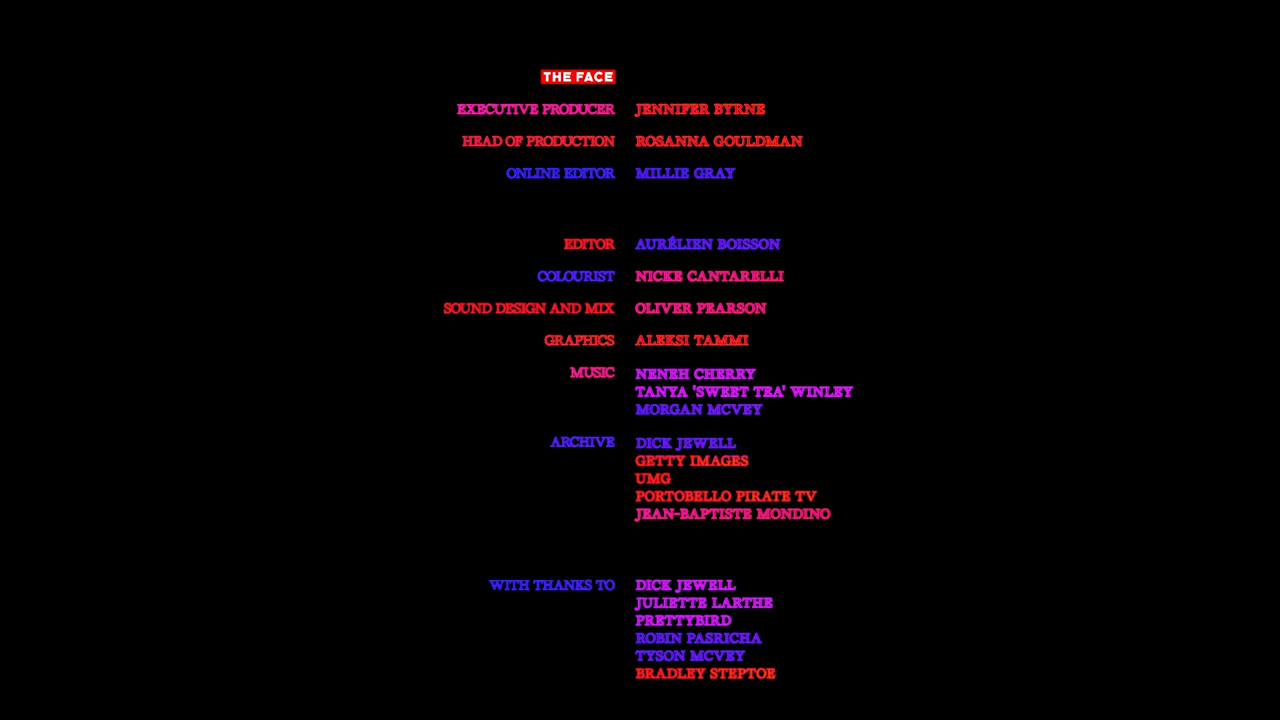 THE FACE
EXECUTIVE PRODUCER JENNIFER BYRNE
HEAD OF PRODUCTION ROSANNA GOULDMAN
ONLINE EDITOR MILLIE GRAY
EDITOR AURÉLIEN BOISSON
COLOURIST NICKE CANTARELLI
SOUND DESIGN AND MIX OLIVER PEARSON
GRAPHICS ALEKSI TAMMI
MUSIC NENEH CHERRY
TANYA 'SWEET TEA' WINLEY
MORGAN MCVEY
ARCHIVE DICK JEWELL
GETTY IMAGES
UMG
PORTOBELLO PIRATE TV
JEAN-BAPTISTE MONDINO
WITH THANKS TO DICK JEWELL
JULIETTE LARTHE
PRETTYBIRD
ROBIN PASRICHA
TYSON MCVEY
BRADLEY STEPTOE